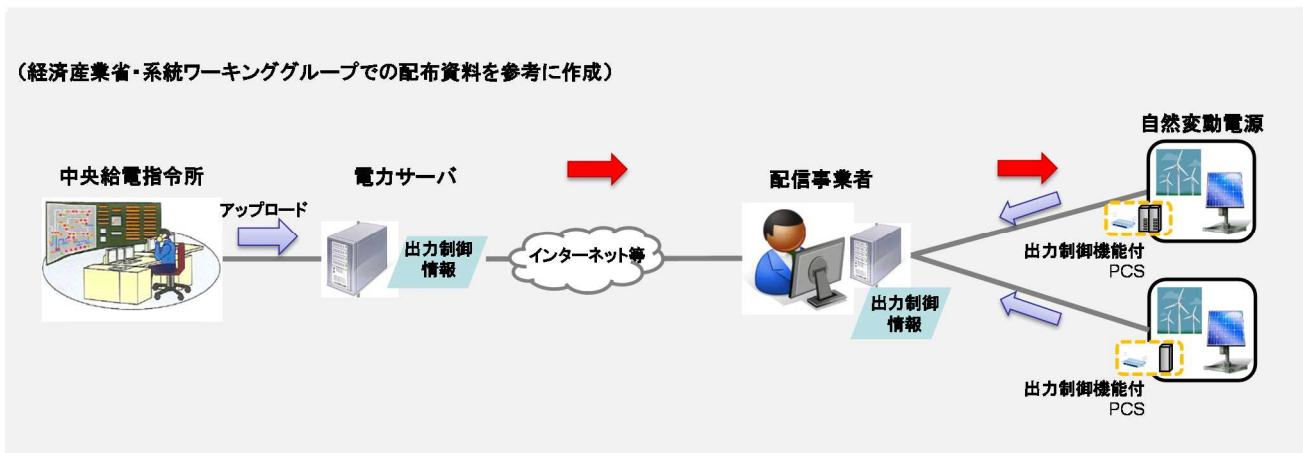 （経済産業省・系統ワーキンググループでの配布資料を参考に作成）
自然変動電源
中央給電指令所
電力サーバ
配信事業者
アップロード
出力制御
情報
インターネット等
出力制御機能付
PCS
出力制御
情報
出力制御機能付
PCS